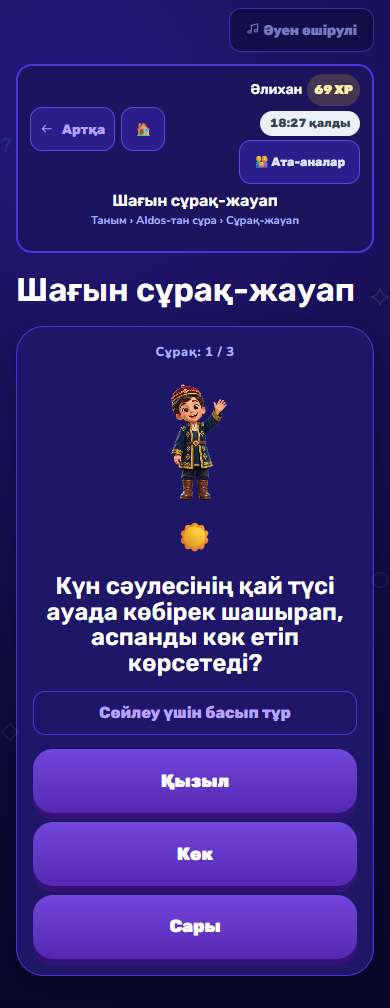 Әуен өшірулі
Әлихан 69 XP
← Артқа
18:27 қалды
Ата-аналар
Шағын сұрақ-жауап
Таным › Aldos-тан сұра › Сұрақ-жауап
Шағын сұрақ-жауап
Сұрақ: 1 / 3
Күн сәулесінің қай түсі
ауада көбірек шашырап,
аспанды көк етіп
көрсетеді?
Сөйлеу үшін басып тұр
Қызыл
Көк
Сары